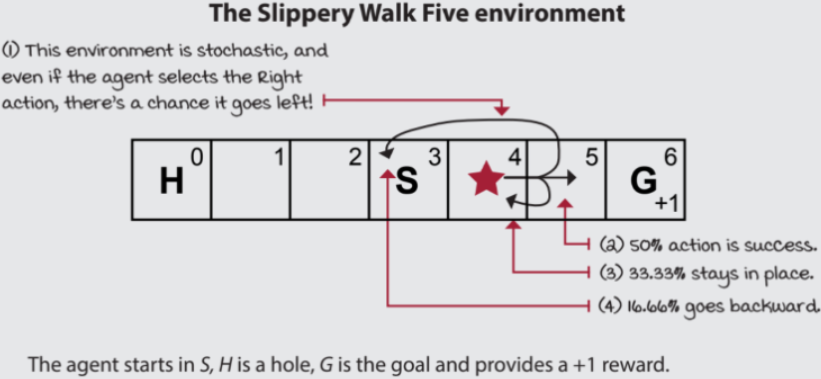 The Slippery Walk Five environment
(1) This environment is stochastic, and
even if the agent selects the Right
action, there's a chance it goes left!
H 0 1 2 S 3 4 5 G 6
+1
(2) 50% action is success.
(3) 33.33% stays in place.
(4) 16.66% goes backward.
The agent starts in S, H is a hole, G is the goal and provides a +1 reward.